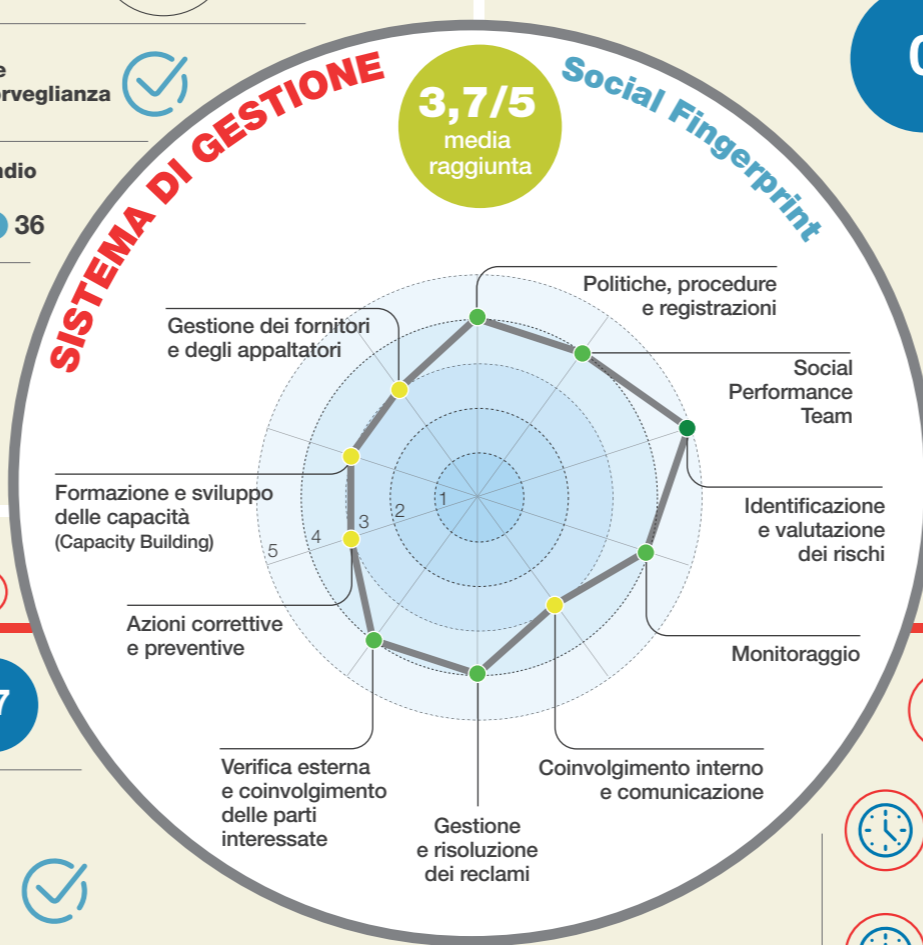 e
orveglianza
ndio
36
SISTEMA DI GESTIONE
3,7/5
media
raggiunta
Social Fingerprint
Politiche, procedure
e registrazioni
Social
Performance
Team
Identificazione
e valutazione
dei rischi
Monitoraggio
Coinvolgimento interno
e comunicazione
Gestione
e risoluzione
dei reclami
Verifica esterna
e coinvolgimento
delle parti
interessate
Azioni correttive
e preventive
Formazione e sviluppo
delle capacità
(Capacity Building)
Gestione dei fornitori
e degli appaltatori
1
2
3
4
5
7